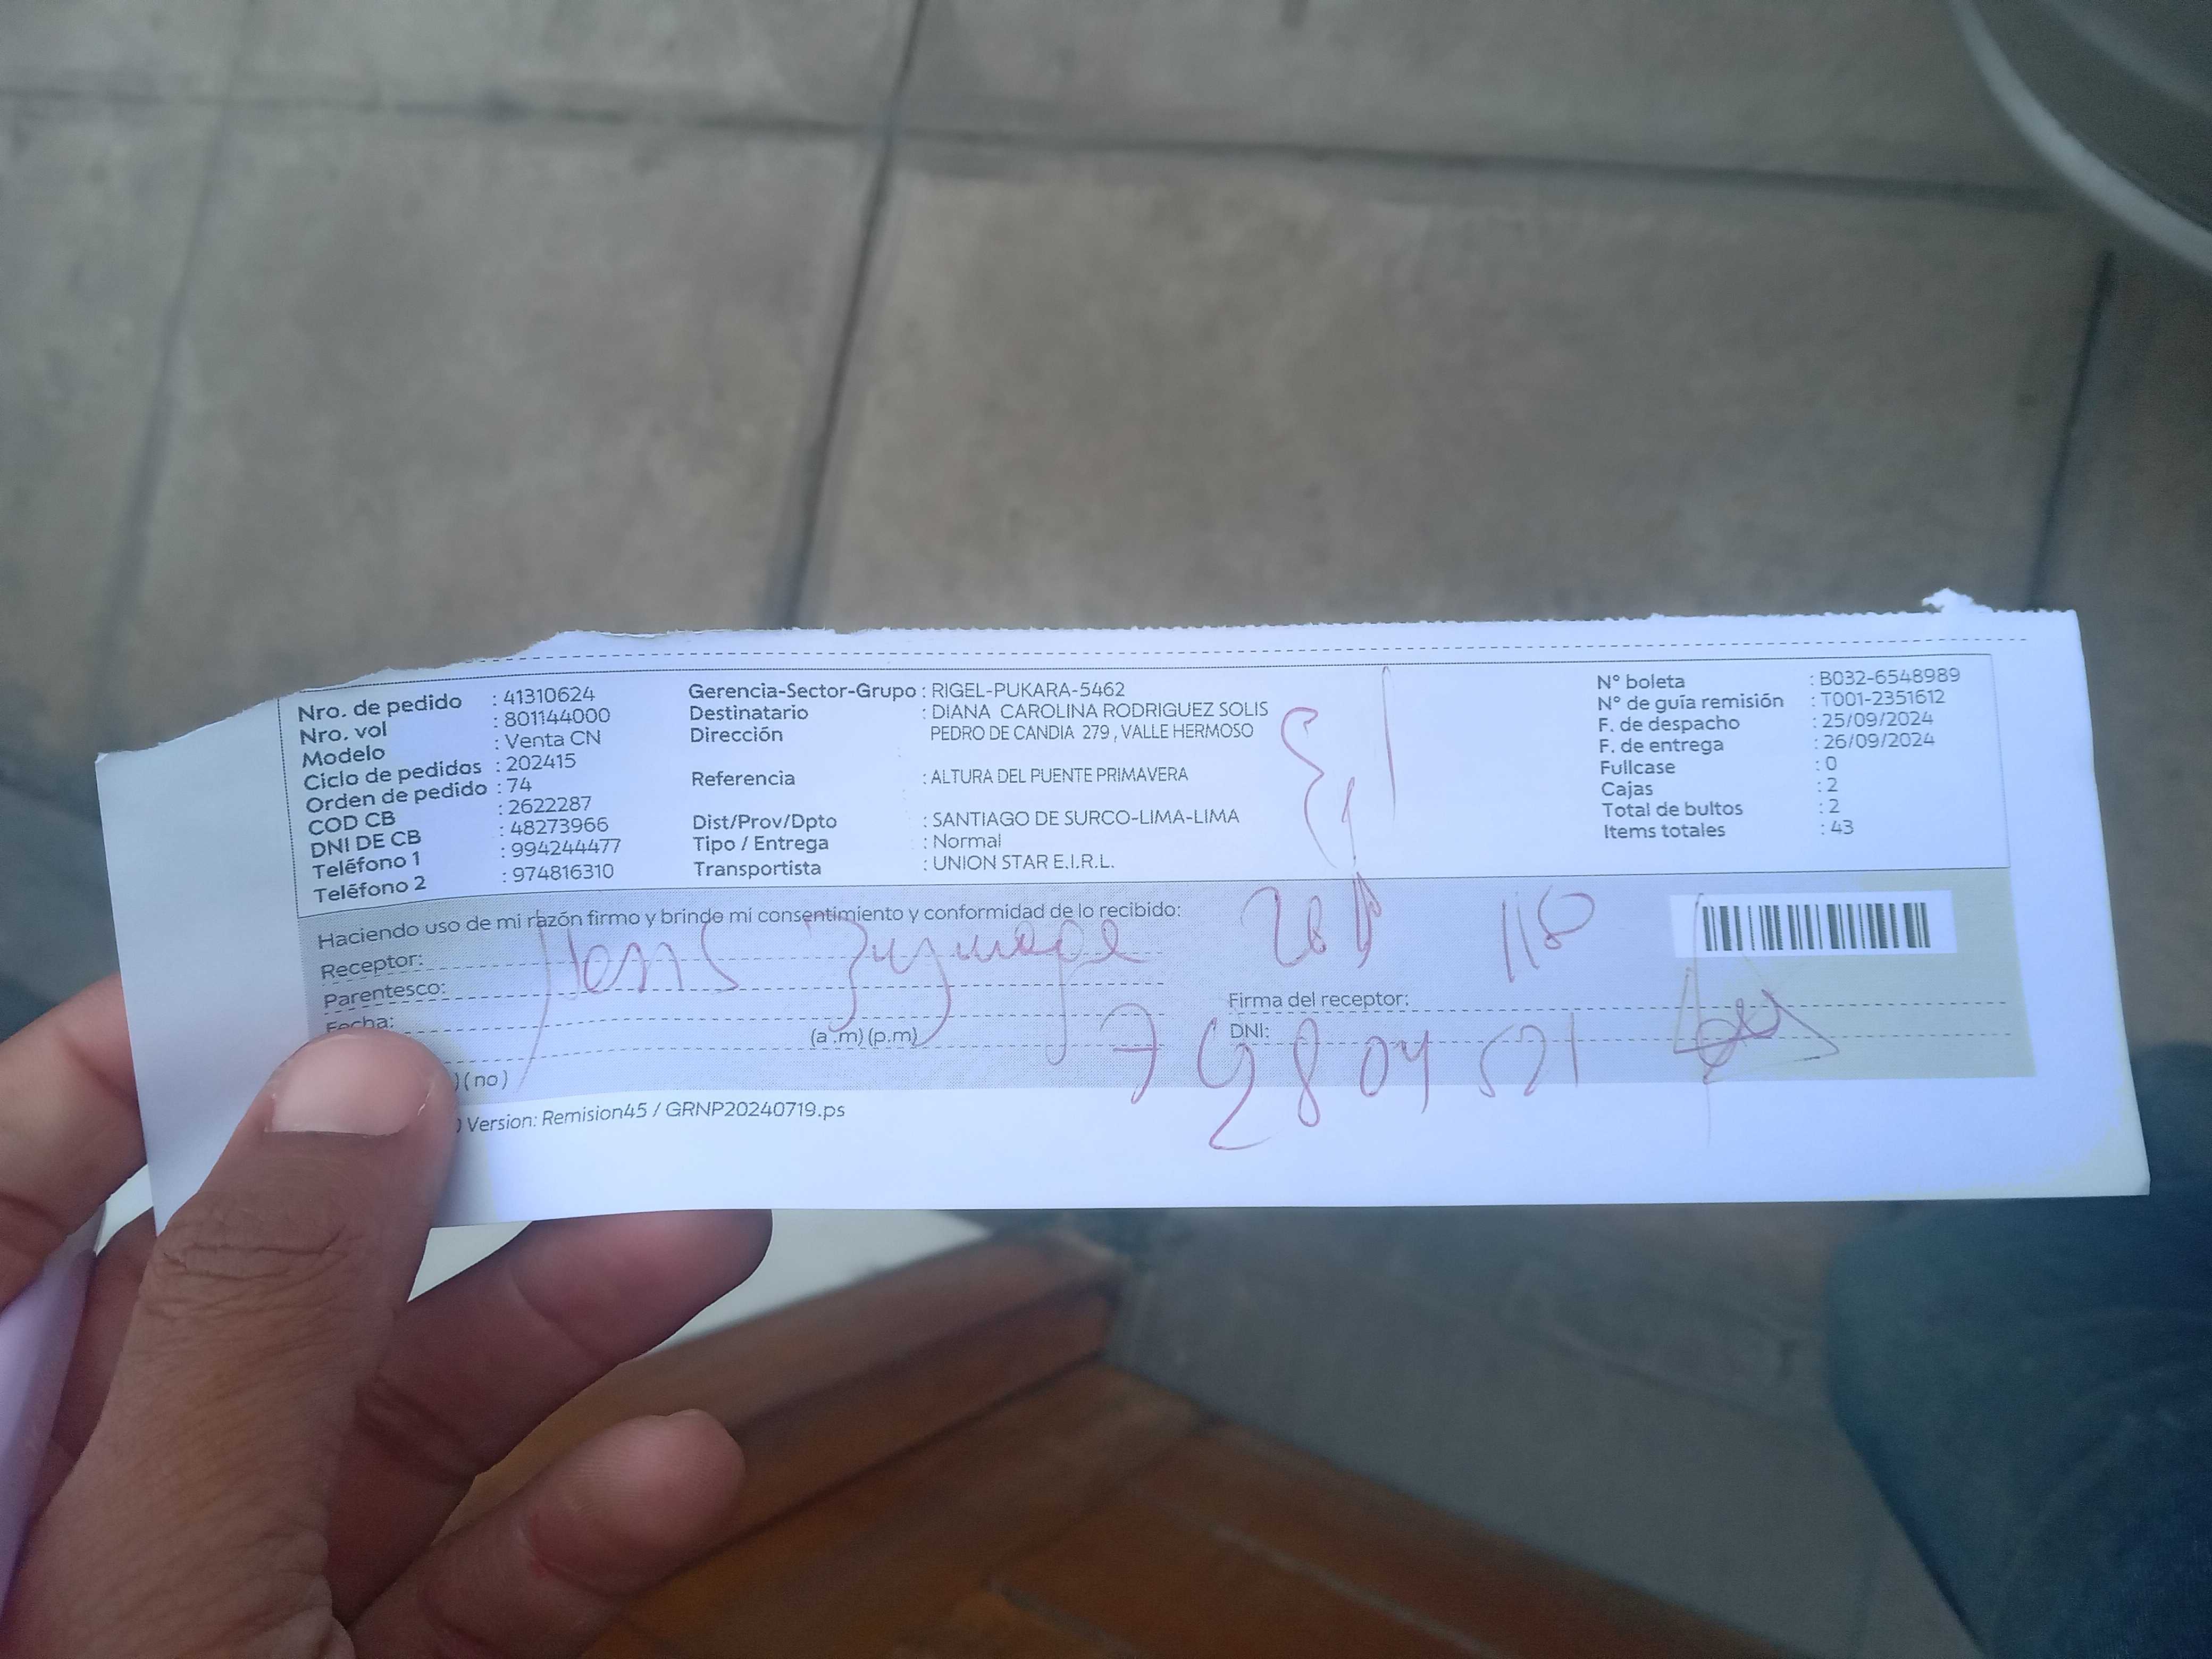 Nro. de pedido : 41310624
Nro. vol : 801144000
Modelo : Venta CN
Ciclo de pedidos : 202415
Orden de pedido : 74
COD CB : 2622287
DNI DE CB : 48273966
Teléfono 1 : 994244477
Teléfono 2 : 974816310
Gerencia-Sector-Grupo : RIGEL-PUKARA-5462
Destinatario : DIANA CAROLINA RODRIGUEZ SOLIS
Dirección PEDRO DE CANDIA 279 , VALLE HERMOSO
Referencia : ALTURA DEL PUENTE PRIMAVERA
Dist/Prov/Dpto : SANTIAGO DE SURCO-LIMA-LIMA
Tipo / Entrega : Normal
Transportista : UNION STAR E.I.R.L.
N° boleta : B032-6548989
N° de guía remisión : T001-2351612
F. de despacho : 25/09/2024
F. de entrega : 26/09/2024
Fullcase : 0
Cajas : 2
Total de bultos : 2
Items totales : 43
Haciendo uso de mi razón firmo y brindo mi consentimiento y conformidad de lo recibido:
Receptor:
Parentesco:
Fecha:
(a .m) (p.m)
) ( no )
Firma del receptor:
DNI:
Version: Remision45 / GRNP20240719.ps